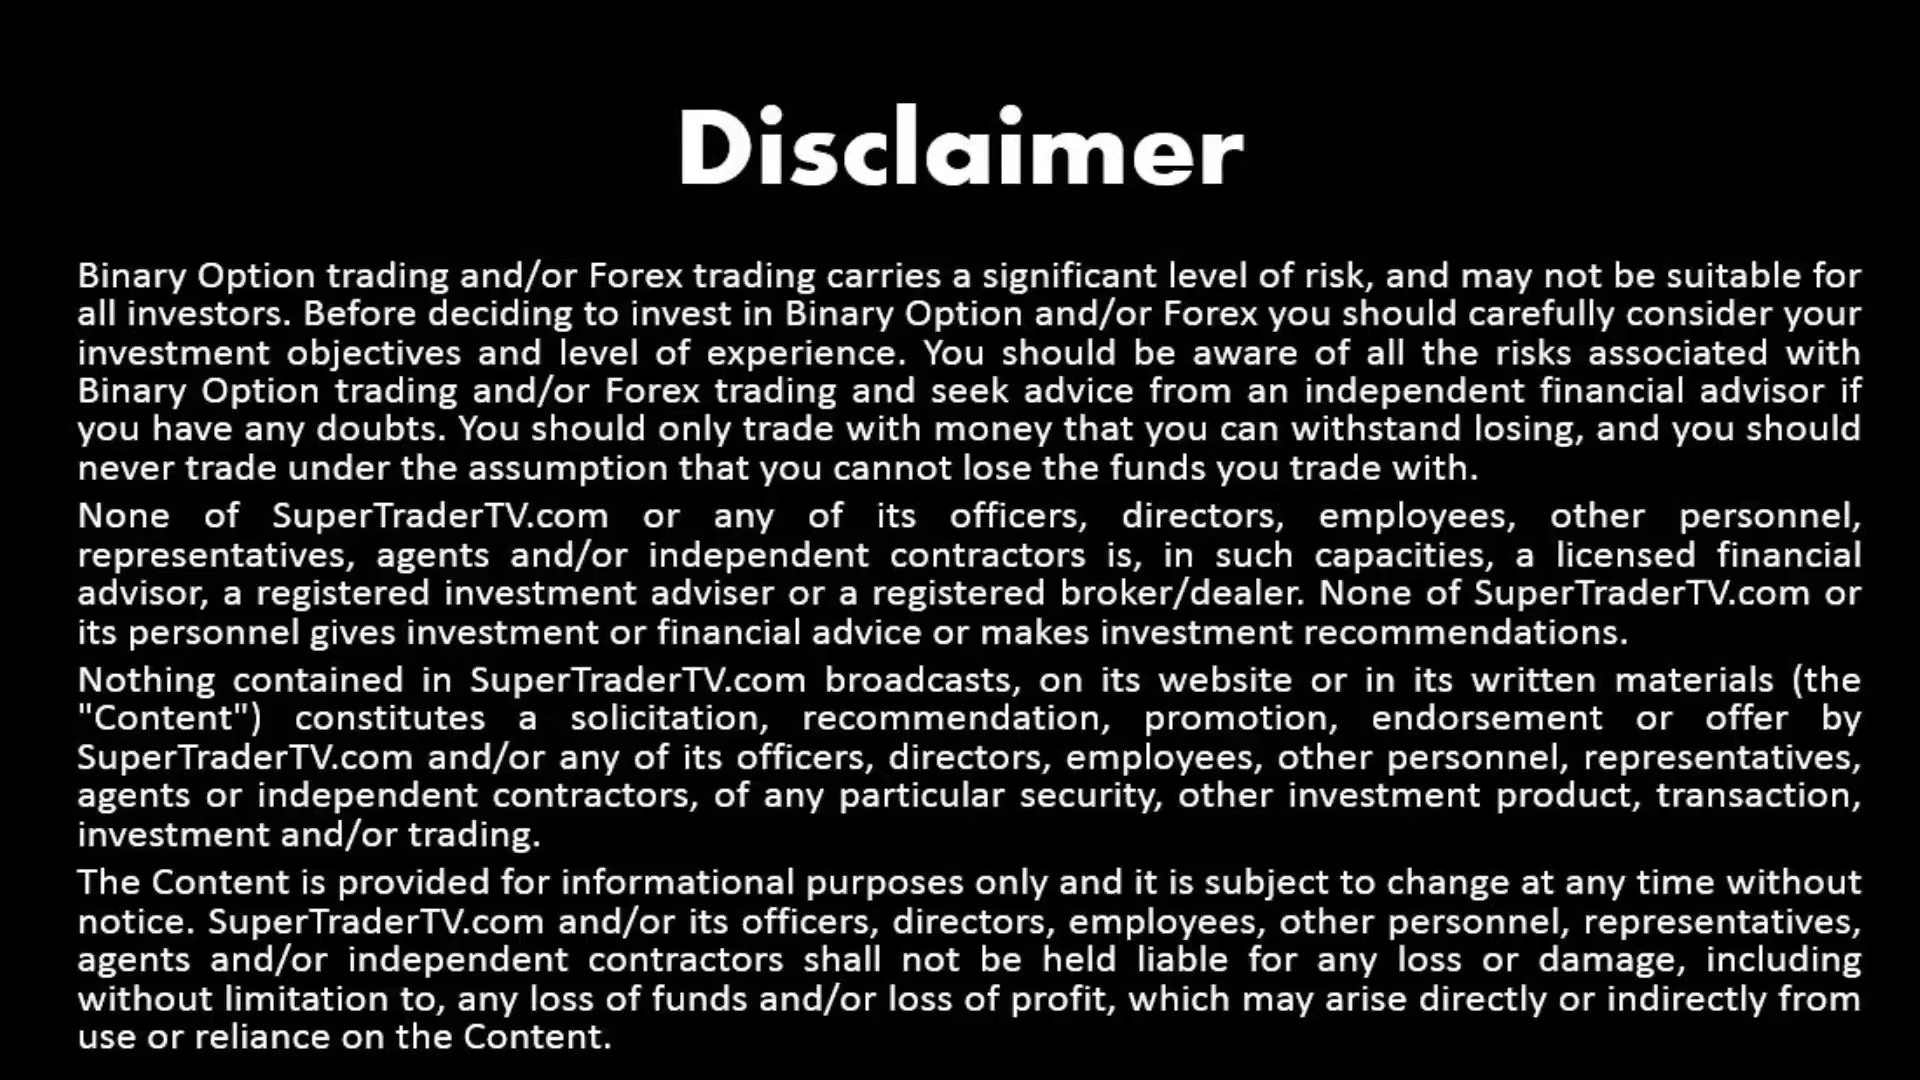 Disclaimer
Binary Option trading and/or Forex trading carries a significant level of risk, and may not be suitable for
all investors. Before deciding to invest in Binary Option and/or Forex you should carefully consider your
investment objectives and level of experience. You should be aware of all the risks associated with
Binary Option trading and/or Forex trading and seek advice from an independent financial advisor if
you have any doubts. You should only trade with money that you can withstand losing, and you should
never trade under the assumption that you cannot lose the funds you trade with.
None of SuperTraderTV.com or any of its officers, directors, employees, other personnel,
representatives, agents and/or independent contractors is, in such capacities, a licensed financial
advisor, a registered investment adviser or a registered broker/dealer. None of SuperTraderTV.com or
its personnel gives investment or financial advice or makes investment recommendations.
Nothing contained in SuperTraderTV.com broadcasts, on its website or in its written materials (the
"Content") constitutes a solicitation, recommendation, promotion, endorsement or offer by
SuperTraderTV.com and/or any of its officers, directors, employees, other personnel, representatives,
agents or independent contractors, of any particular security, other investment product, transaction,
investment and/or trading.
The Content is provided for informational purposes only and it is subject to change at any time without
notice. SuperTraderTV.com and/or its officers, directors, employees, other personnel, representatives,
agents and/or independent contractors shall not be held liable for any loss or damage, including
without limitation to, any loss of funds and/or loss of profit, which may arise directly or indirectly from
use or reliance on the Content.